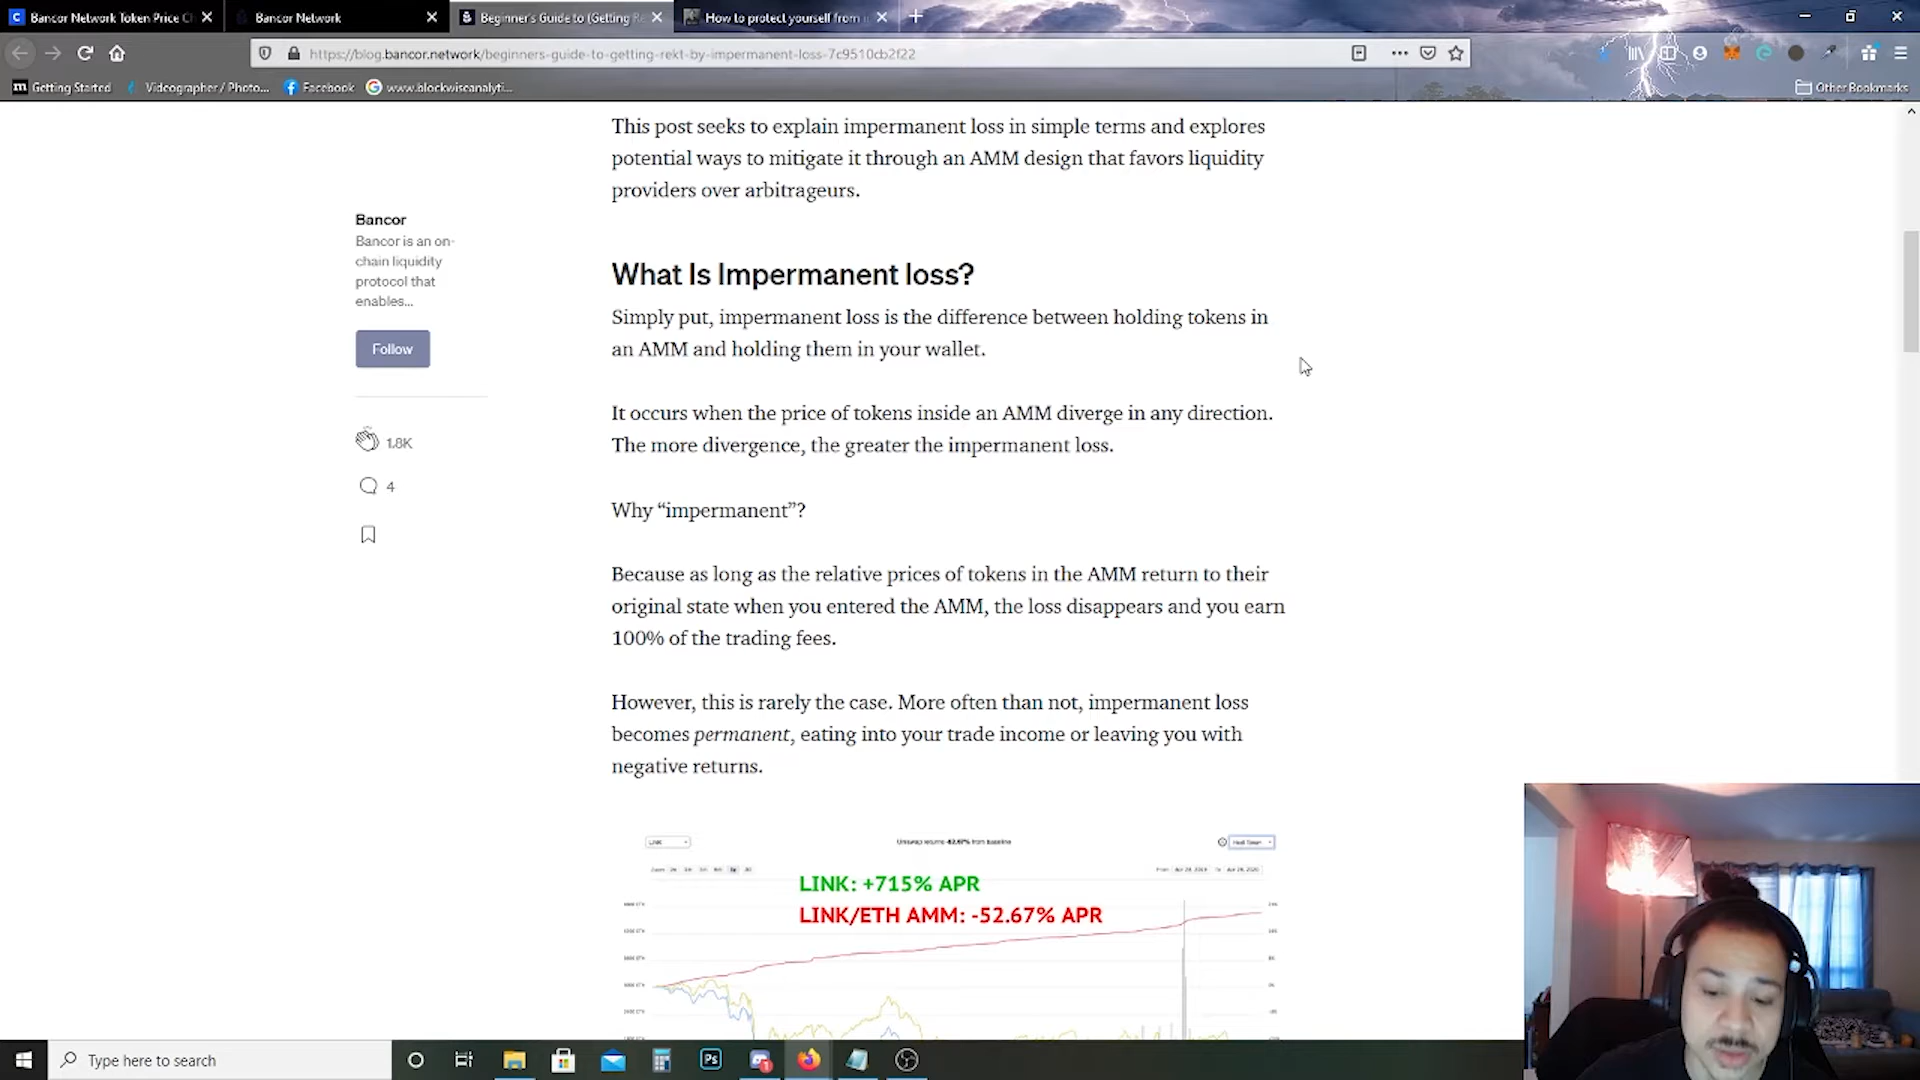 Bancor Network Token Price C
Bancor Network
Beginner's Guide to (Getting Re
How to protect yourself from i
https://blog.bancor.network/beginners-guide-to-getting-rekt-by-impermanent-loss-7c9510cb2f22
Getting Started
Videographer / Photo...
Facebook
www.blockwiseanalyti...
Other Bookmarks
This post seeks to explain impermanent loss in simple terms and explores
potential ways to mitigate it through an AMM design that favors liquidity
providers over arbitrageurs.
Bancor
Bancor is an on-
chain liquidity
protocol that
enables...
Follow
1.8K
4
What Is Impermanent loss?
Simply put, impermanent loss is the difference between holding tokens in
an AMM and holding them in your wallet.
It occurs when the price of tokens inside an AMM diverge in any direction.
The more divergence, the greater the impermanent loss.
Why “impermanent”?
Because as long as the relative prices of tokens in the AMM return to their
original state when you entered the AMM, the loss disappears and you earn
100% of the trading fees.
However, this is rarely the case. More often than not, impermanent loss
becomes permanent, eating into your trade income or leaving you with
negative returns.
LINK
Uniswap returns -52.67% from baseline
LINK: +715% APR
LINK/ETH AMM: -52.67% APR
Type here to search
Ps